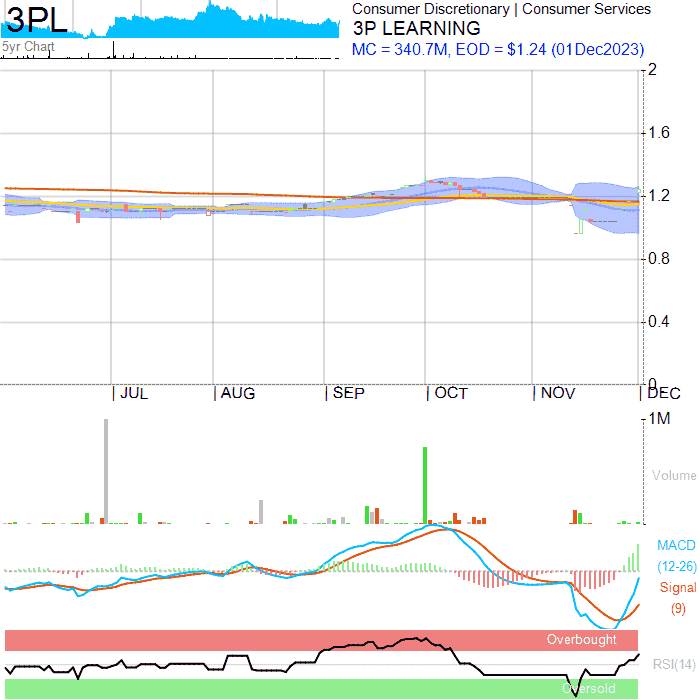 3PL
5yr Chart
Consumer Discretionary | Consumer Services
3P LEARNING
MC = 340.7M, EOD = $1.24 (01Dec2023)
2
1.6
1.2
0.8
0.4
0
JUL
AUG
SEP
OCT
NOV
DEC
1M
Volume
MACD
(12-26)
Signal
(9)
Overbought
RSI(14)
Oversold